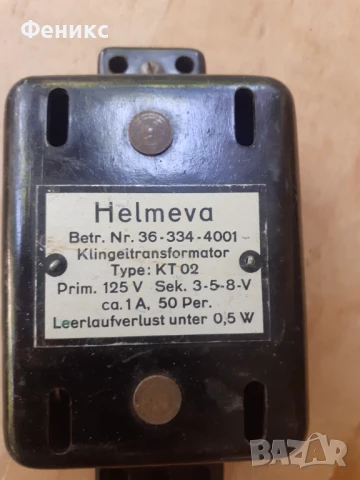 Феникс
Helmeva
Betr. Nr. 36-334-4001
Klingeltransformator
Type: KT 02
Prim. 125 V Sek. 3-5-8-V
ca. 1 A, 50 Per.
Leerlaufverlust unter 0,5 W
BAZAR